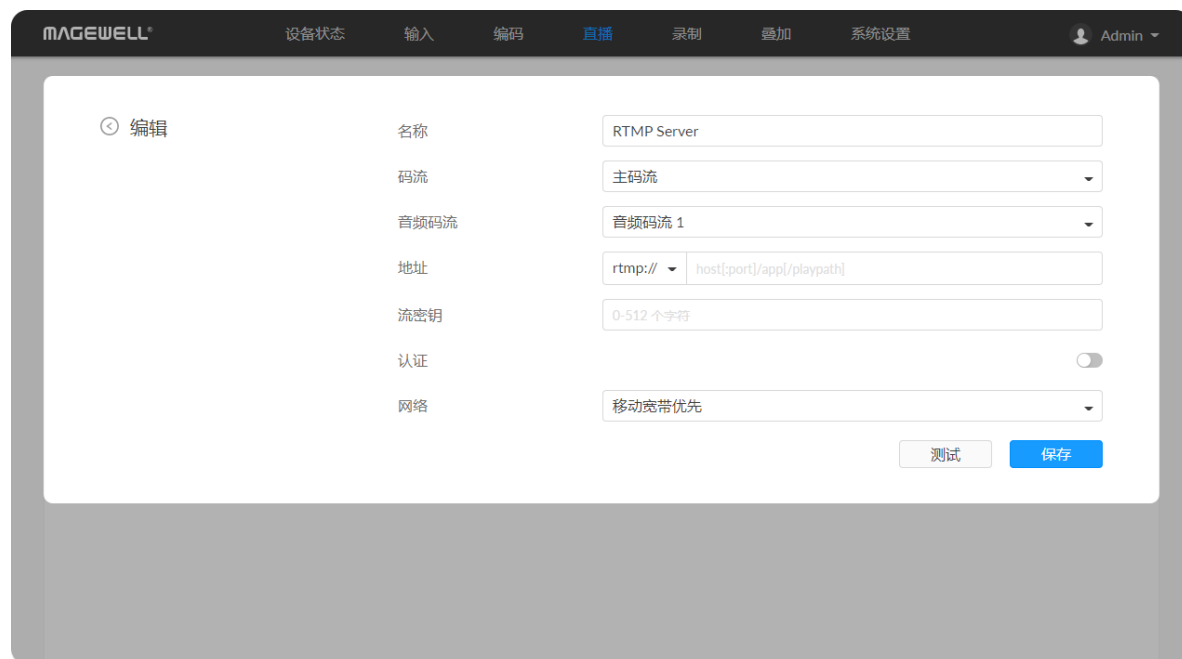 MAGEWELL® 设备状态 输入 编码 直播 录制 叠加 系统设置 Admin
编辑 名称 RTMP Server
码流 主码流
音频码流 音频码流 1
地址 rtmp:// host[:port]/app[/playpath]
流密钥 0-512 个字符
认证
网络 移动宽带优先
测试 保存